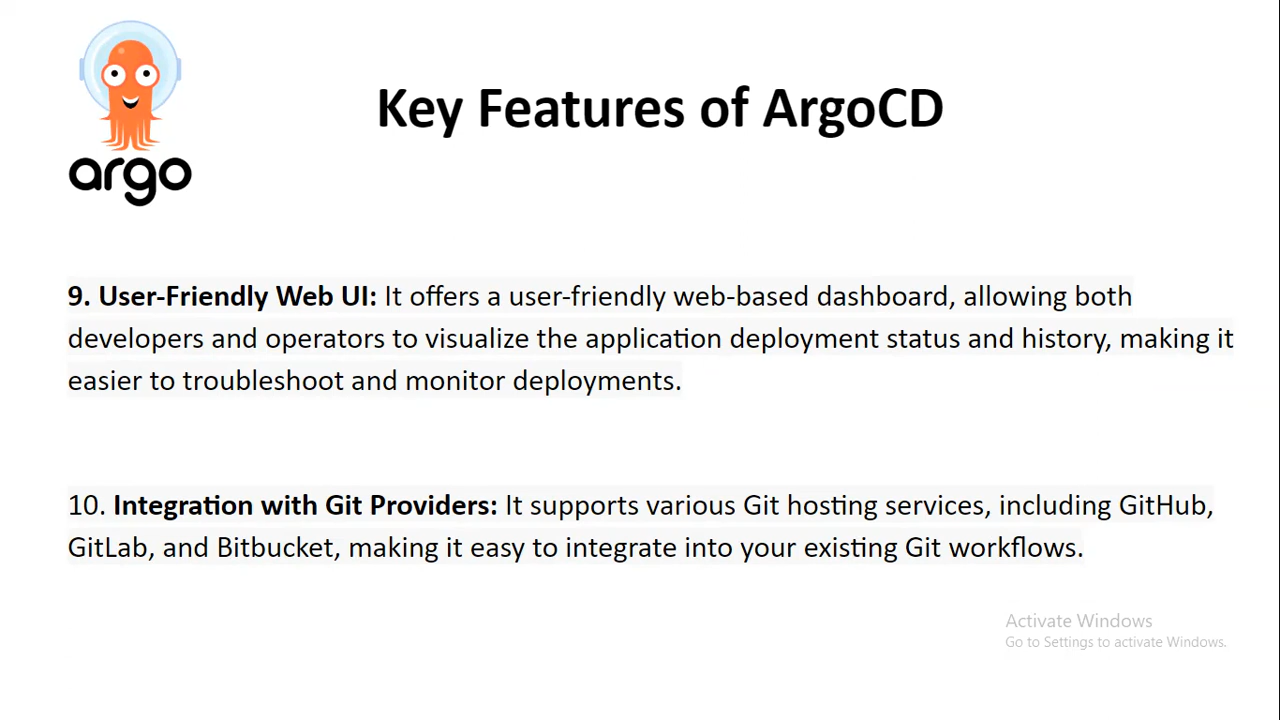 argo
Key Features of ArgoCD
9. User-Friendly Web UI: It offers a user-friendly web-based dashboard, allowing both
developers and operators to visualize the application deployment status and history, making it
easier to troubleshoot and monitor deployments.
10. Integration with Git Providers: It supports various Git hosting services, including GitHub,
GitLab, and Bitbucket, making it easy to integrate into your existing Git workflows.
Activate Windows
Go to Settings to activate Windows.